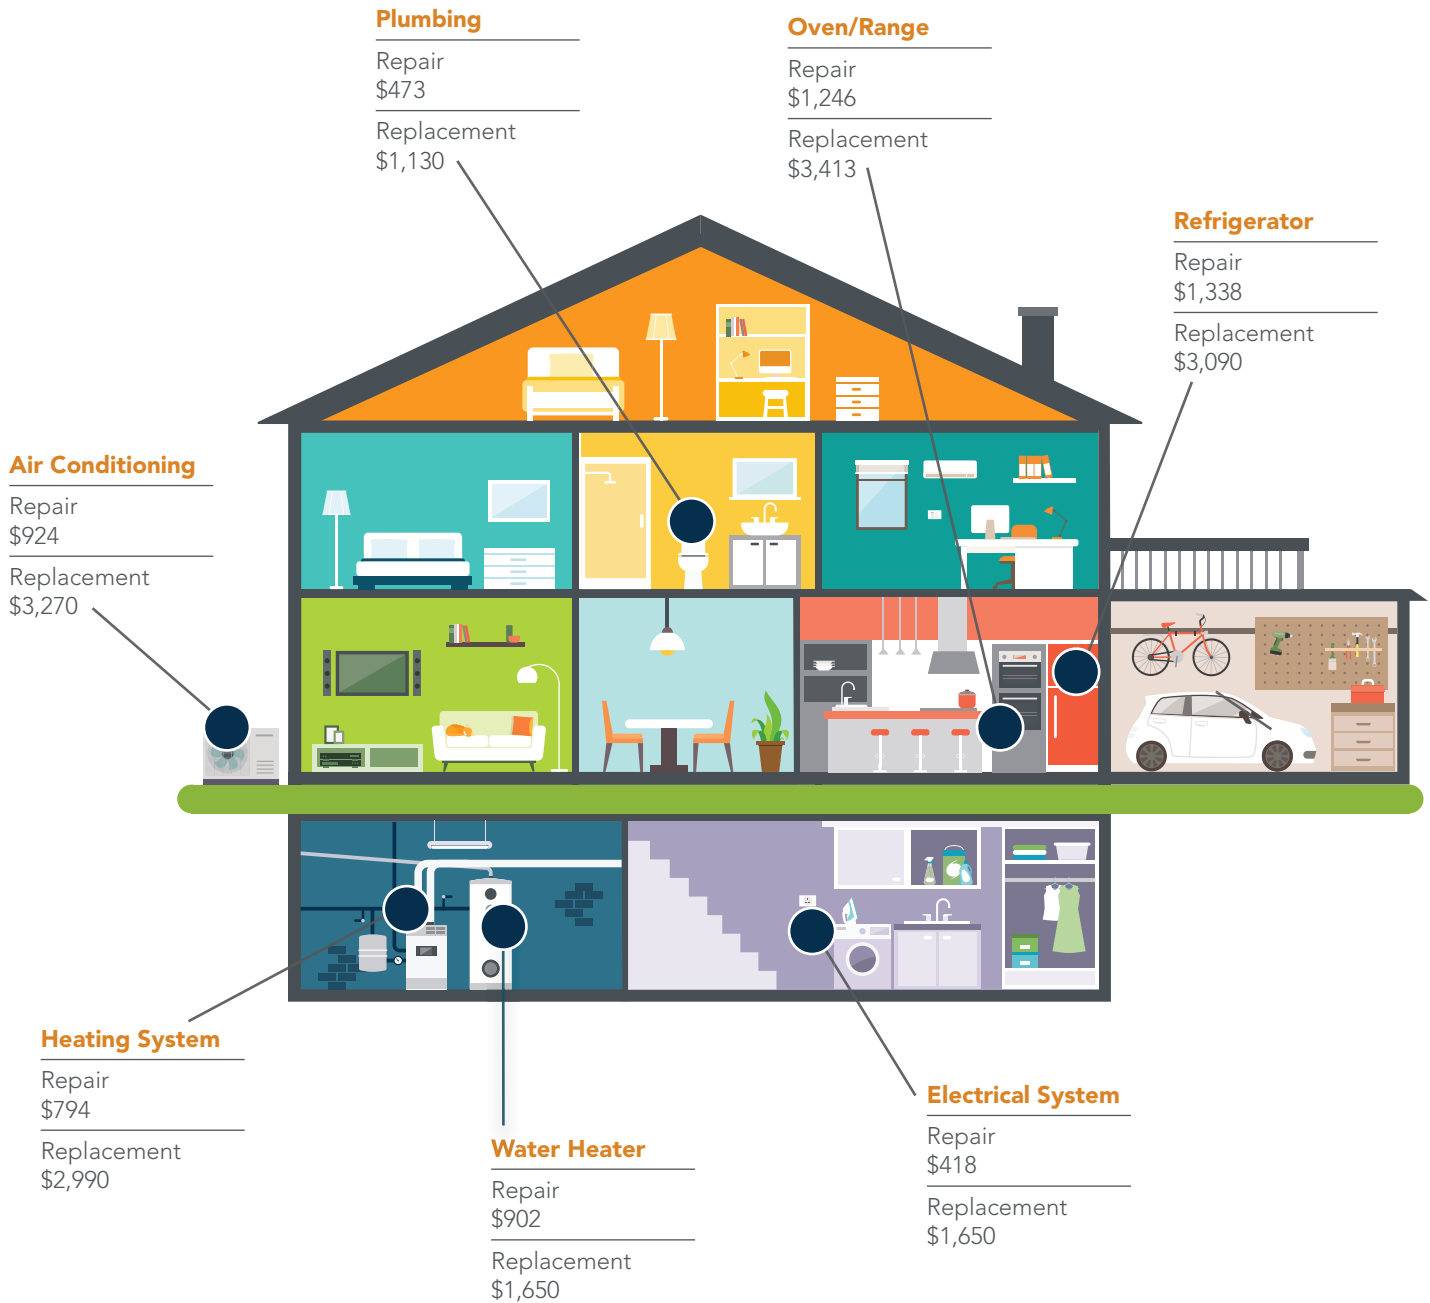 Plumbing
Repair
$473
Replacement
$1,130
Oven/Range
Repair
$1,246
Replacement
$3,413
Refrigerator
Repair
$1,338
Replacement
$3,090
Air Conditioning
Repair
$924
Replacement
$3,270
Heating System
Repair
$794
Replacement
$2,990
Water Heater
Repair
$902
Replacement
$1,650
Electrical System
Repair
$418
Replacement
$1,650